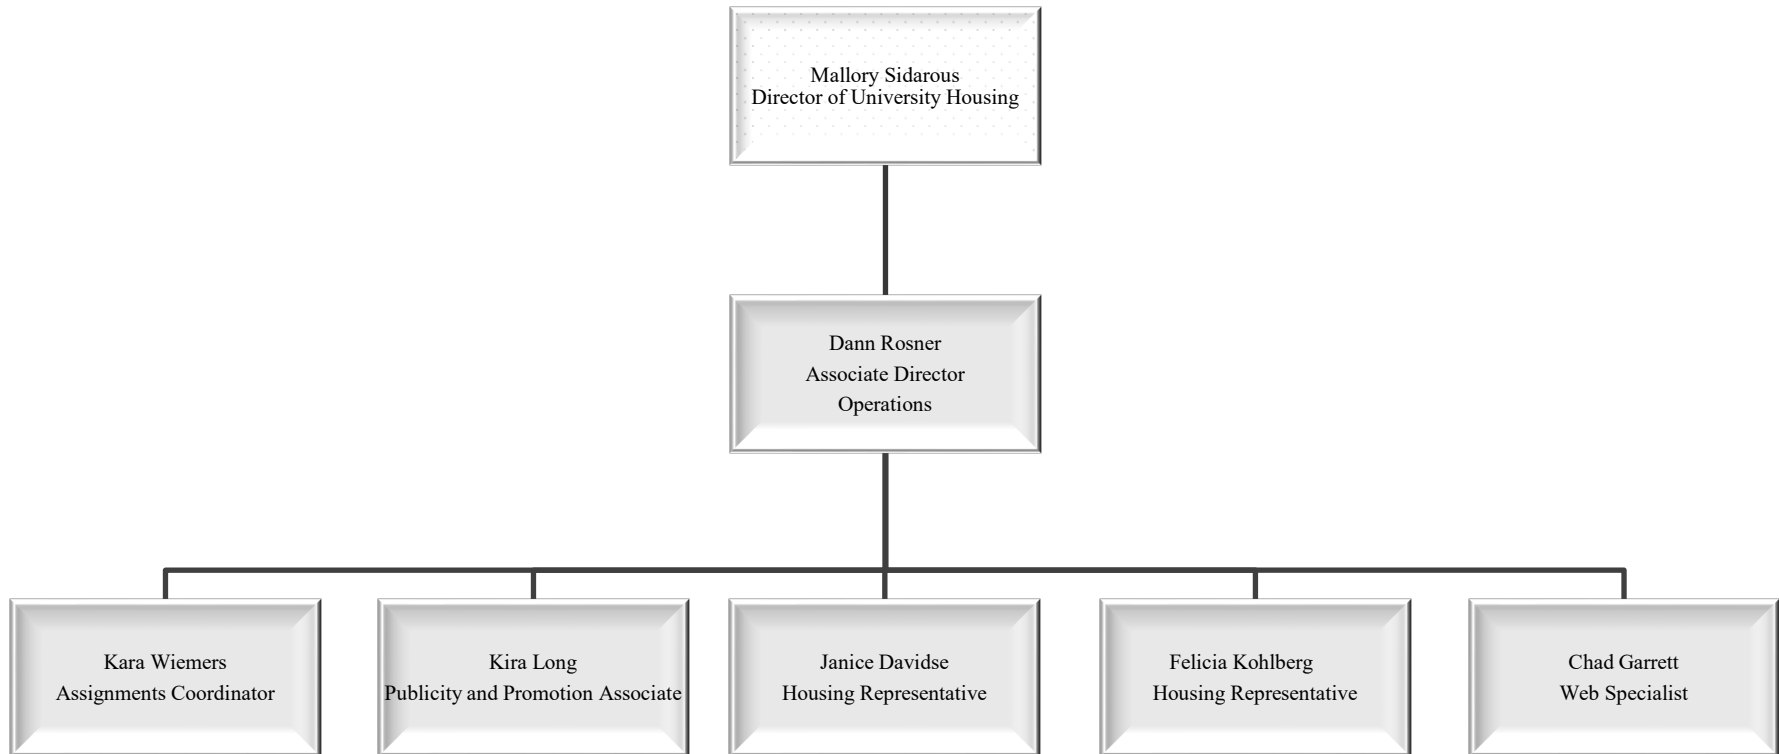 Mallory Sidarous
Director of University Housing
Dann Rosner
Associate Director
Operations
Kara Wiemers
Assignments Coordinator
Kira Long
Publicity and Promotion Associate
Janice Davidse
Housing Representative
Felicia Kohlberg
Housing Representative
Chad Garrett
Web Specialist